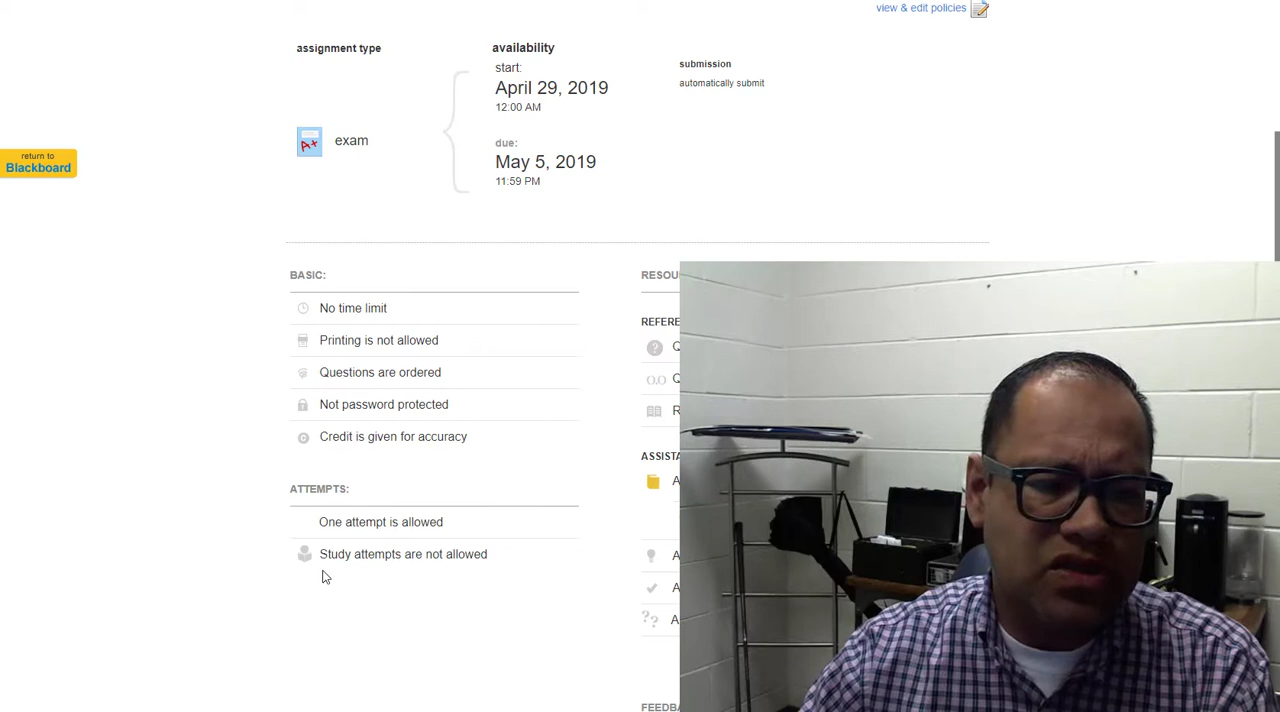 view & edit policies
assignment type
availability
submission
start:
automatically submit
April 29, 2019
12:00 AM
exam
due:
May 5, 2019
11:59 PM
return to
Blackboard
BASIC:
No time limit
Printing is not allowed
Questions are ordered
Not password protected
Credit is given for accuracy
ATTEMPTS:
One attempt is allowed
Study attempts are not allowed
RESOU
REFERE
Q
Q
R
ASSISTA
A
A
A
A
FEEDBA